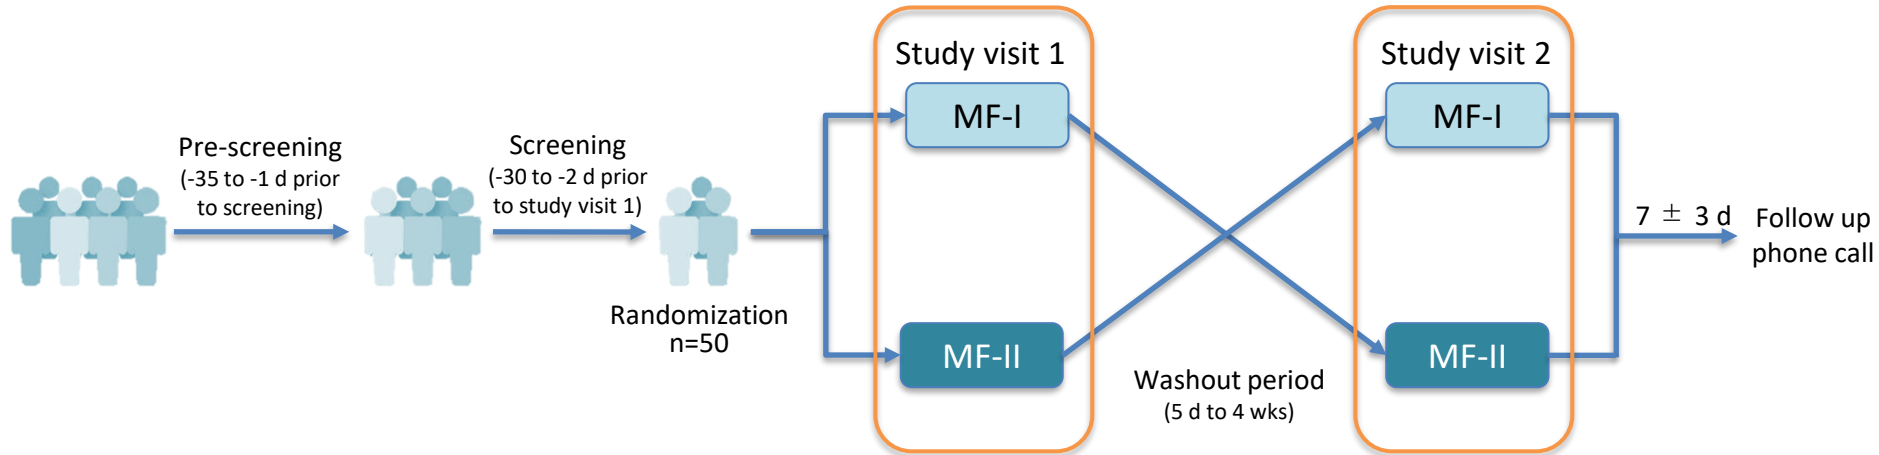 Pre-screening
(-35 to -1 d prior
to screening)
Screening
(-30 to -2 d prior
to study visit 1)
Randomization
n=50
Study visit 1
MF-I
MF-II
Washout period
(5 d to 4 wks)
Study visit 2
MF-I
MF-II
7 ± 3 d
Follow up
phone call